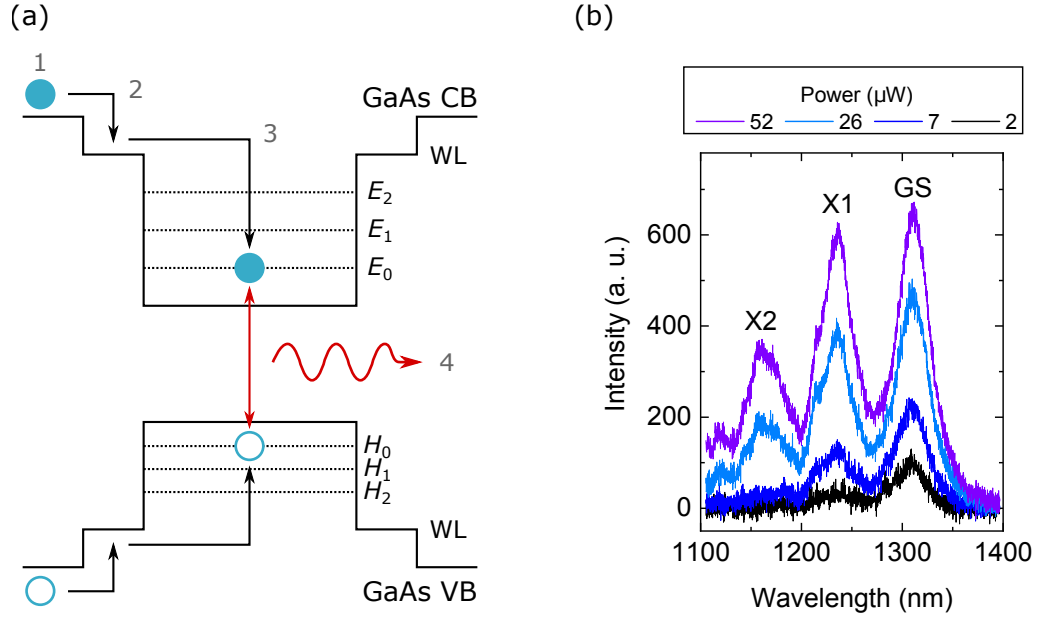 (a)
1
2
3
GaAs CB
WL
E2
E1
E0
4
H0
H1
H2
WL
GaAs VB
(b)
Power (µW)
52 26 7 2
X2
X1
GS
600
400
200
0
Intensity (a. u.)
1100 1200 1300 1400
Wavelength (nm)